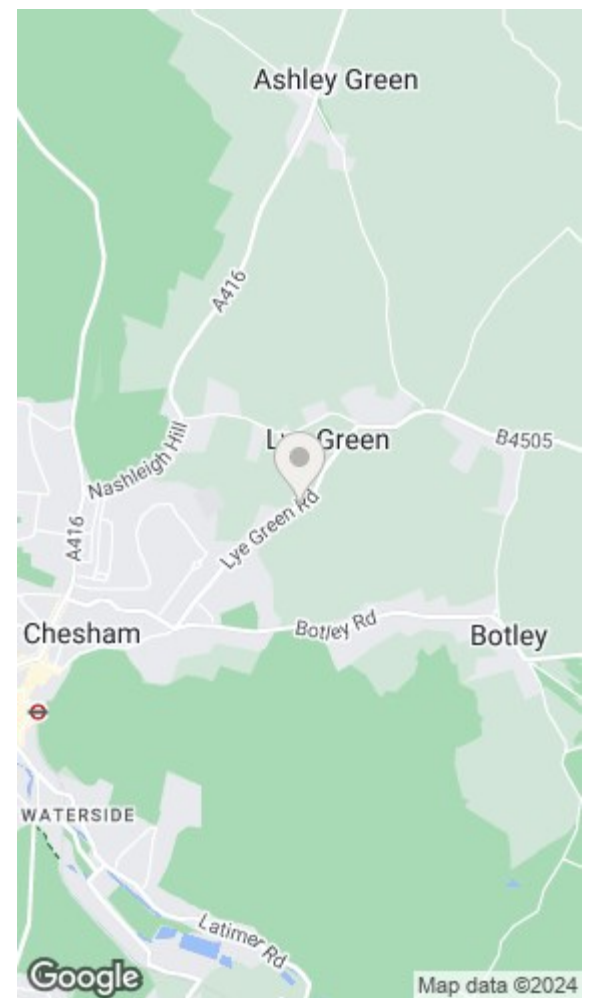 Ashley Green
A416
Nashleigh Hill
Green
B4505
A416
Lye Green Rd
Chesham
Botley Rd
Botley
WATERSIDE
Latimer Rd
Google
Map data ©2024